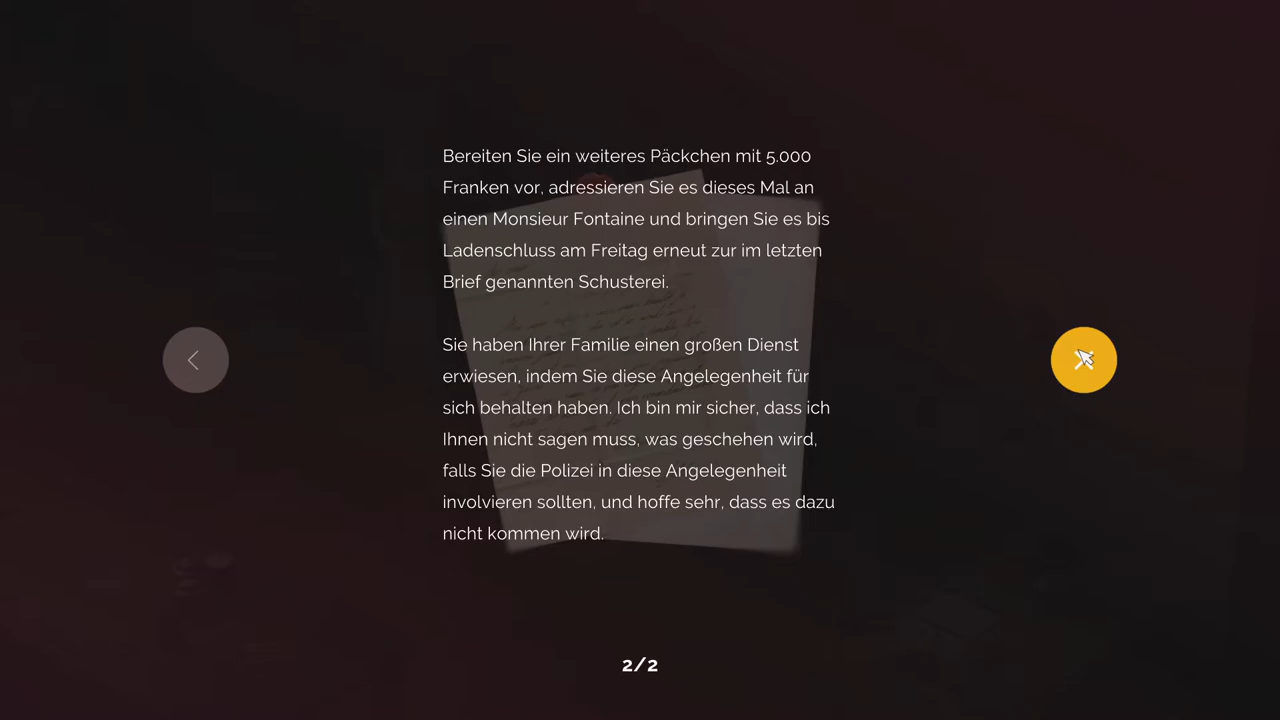 Bereiten Sie ein weiteres Päckchen mit 5.000
Franken vor, adressieren Sie es dieses Mal an
einen Monsieur Fontaine und bringen Sie es bis
Ladenschluss am Freitag erneut zur im letzten
Brief genannten Schusterei.
Sie haben Ihrer Familie einen großen Dienst
erwiesen, indem Sie diese Angelegenheit für
sich behalten haben. Ich bin mir sicher, dass ich
Ihnen nicht sagen muss, was geschehen wird,
falls Sie die Polizei in diese Angelegenheit
involvieren sollten, und hoffe sehr, dass es dazu
nicht kommen wird.
2/2